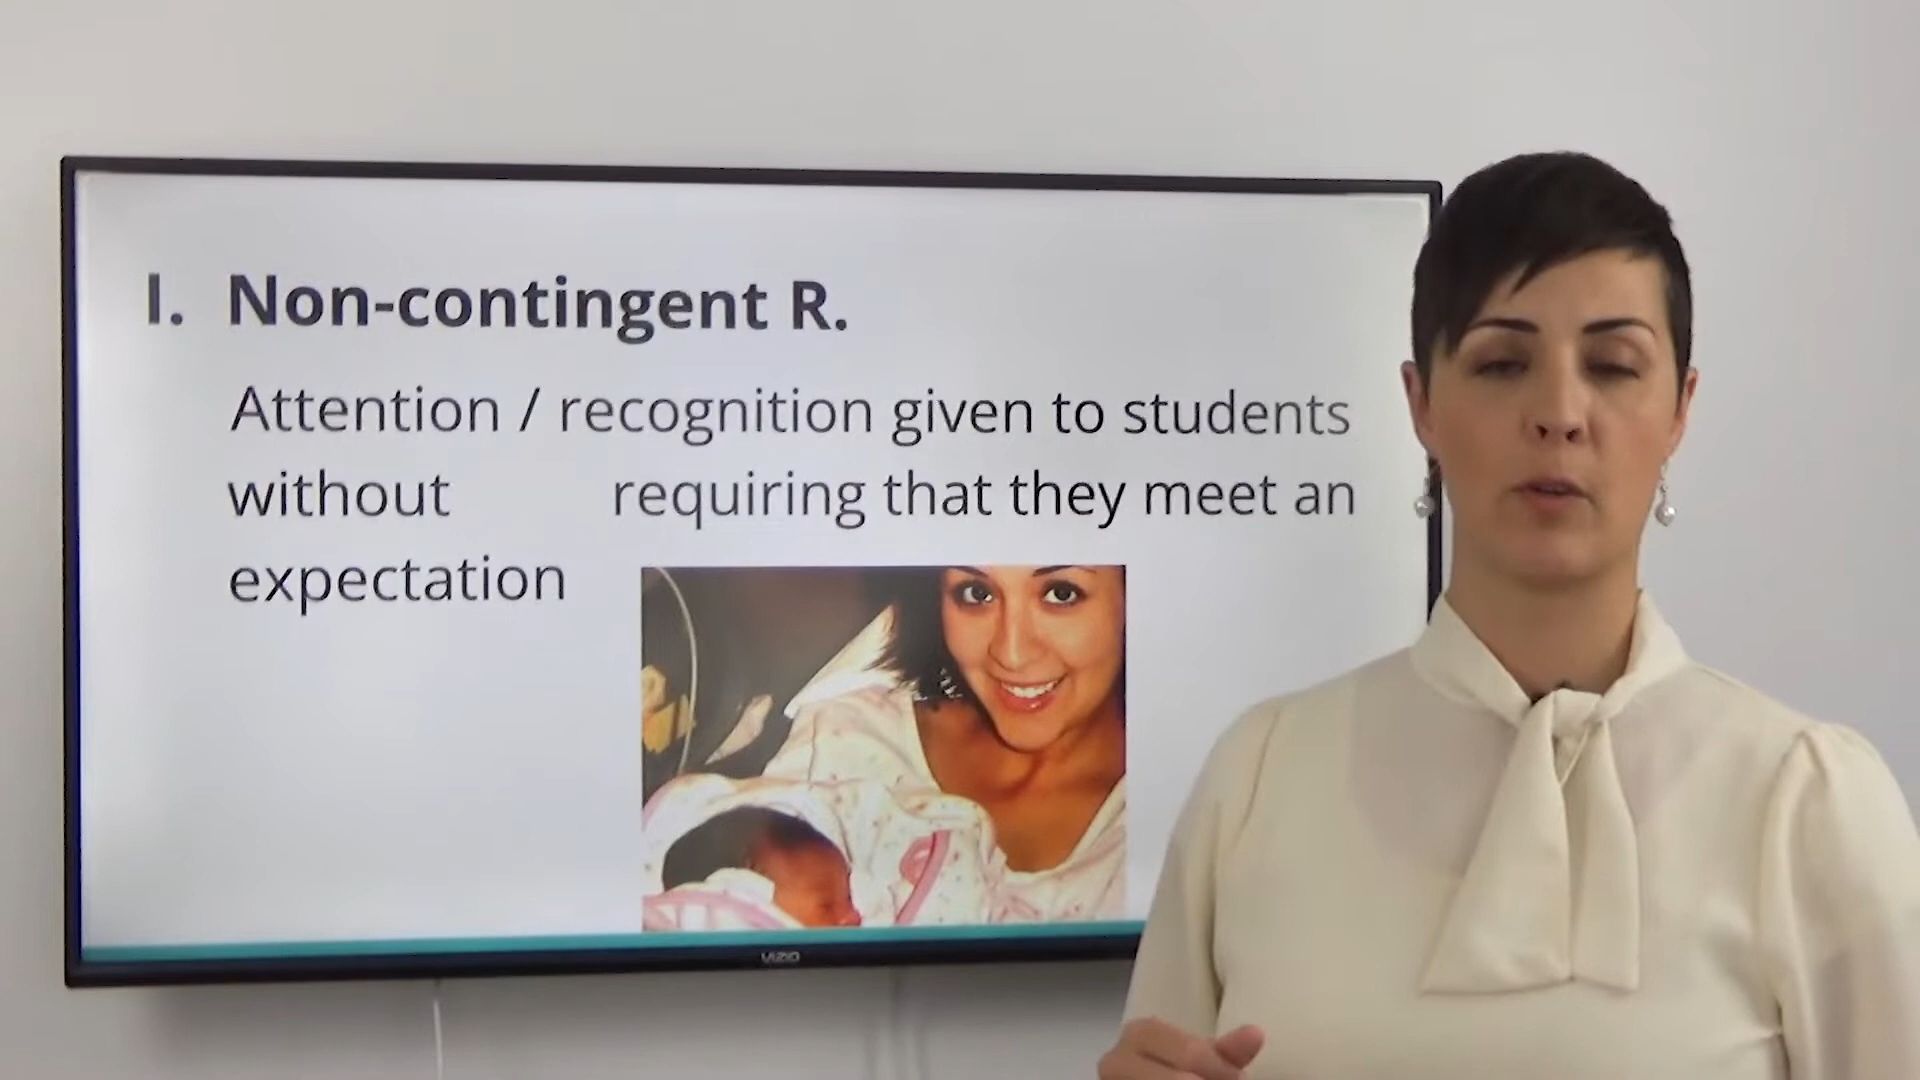 I. Non-contingent R.
Attention / recognition given to students
without requiring that they meet an
expectation
VIZIO